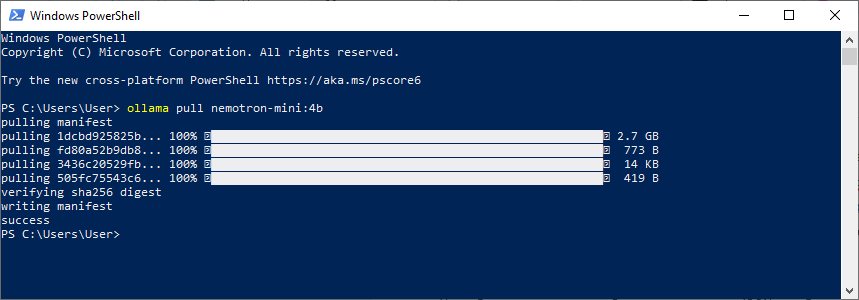 Windows PowerShell
Windows PowerShell
Copyright (C) Microsoft Corporation. All rights reserved.
Try the new cross-platform PowerShell https://aka.ms/pscore6
PS C:\Users\User> ollama pull nemotron-mini:4b
pulling manifest
pulling 1dcbd925825b... 100% 2.7 GB
pulling fd80a52b9db8... 100% 773 B
pulling 3436c20529fb... 100% 14 KB
pulling 505fc75543c6... 100% 419 B
verifying sha256 digest
writing manifest
success
PS C:\Users\User>